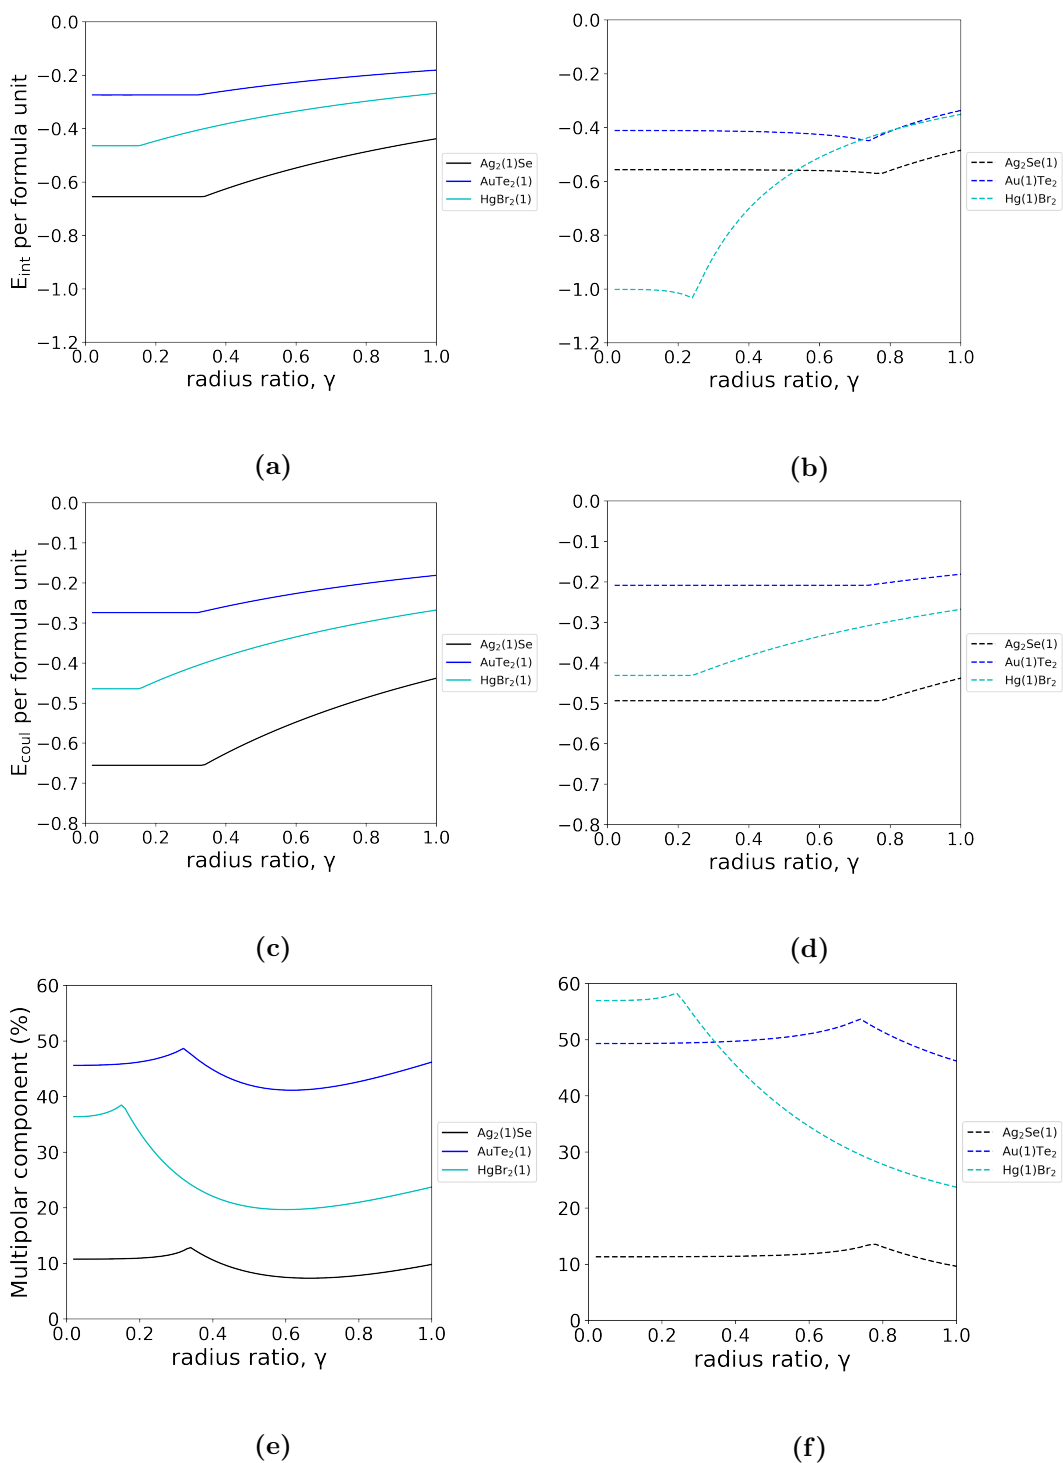 0.0
−0.2
−0.4
−0.6
−0.8
−1.0
−1.2
E_int per formula unit
0.0 0.2 0.4 0.6 0.8 1.0
radius ratio, γ
Ag₂(1)Se
AuTe₂(1)
HgBr₂(1)
(a)
0.0
−0.2
−0.4
−0.6
−0.8
−1.0
−1.2
0.0 0.2 0.4 0.6 0.8 1.0
radius ratio, γ
Ag₂Se(1)
Au(1)Te₂
Hg(1)Br₂
(b)
0.0
−0.1
−0.2
−0.3
−0.4
−0.5
−0.6
−0.7
−0.8
E_coul per formula unit
0.0 0.2 0.4 0.6 0.8 1.0
radius ratio, γ
Ag₂(1)Se
AuTe₂(1)
HgBr₂(1)
(c)
0.0
−0.1
−0.2
−0.3
−0.4
−0.5
−0.6
−0.7
−0.8
0.0 0.2 0.4 0.6 0.8 1.0
radius ratio, γ
Ag₂Se(1)
Au(1)Te₂
Hg(1)Br₂
(d)
60
50
40
30
20
10
0
Multipolar component (%)
0.0 0.2 0.4 0.6 0.8 1.0
radius ratio, γ
Ag₂(1)Se
AuTe₂(1)
HgBr₂(1)
(e)
60
50
40
30
20
10
0
0.0 0.2 0.4 0.6 0.8 1.0
radius ratio, γ
Ag₂Se(1)
Au(1)Te₂
Hg(1)Br₂
(f)